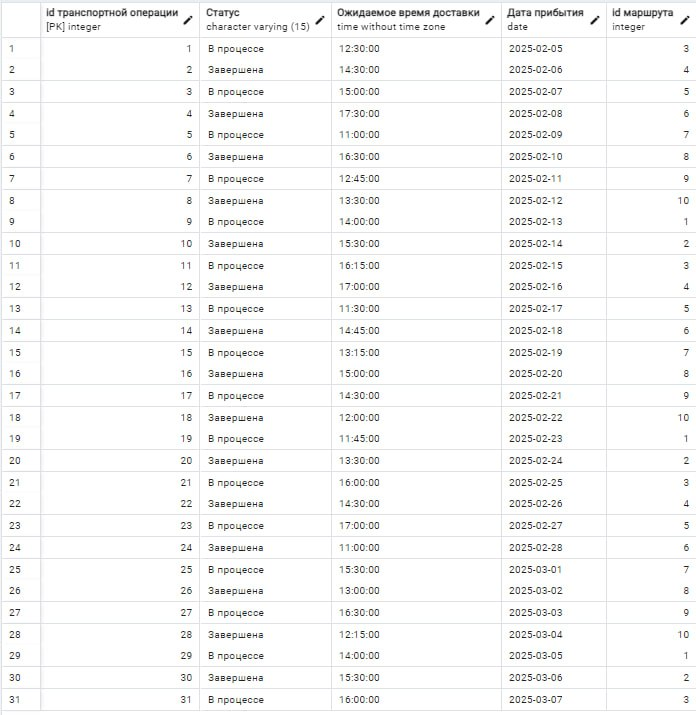 id транспортной операции Статус Ожидаемое время доставки Дата прибытия id маршрута
[PK] integer character varying (15) time without time zone date integer
1 1 В процессе 12:30:00 2025-02-05 3
2 2 Завершена 14:30:00 2025-02-06 4
3 3 В процессе 15:00:00 2025-02-07 5
4 4 Завершена 17:30:00 2025-02-08 6
5 5 В процессе 11:00:00 2025-02-09 7
6 6 Завершена 16:30:00 2025-02-10 8
7 7 В процессе 12:45:00 2025-02-11 9
8 8 Завершена 13:30:00 2025-02-12 10
9 9 В процессе 14:00:00 2025-02-13 1
10 10 Завершена 15:30:00 2025-02-14 2
11 11 В процессе 16:15:00 2025-02-15 3
12 12 Завершена 17:00:00 2025-02-16 4
13 13 В процессе 11:30:00 2025-02-17 5
14 14 Завершена 14:45:00 2025-02-18 6
15 15 В процессе 13:15:00 2025-02-19 7
16 16 Завершена 15:00:00 2025-02-20 8
17 17 В процессе 14:30:00 2025-02-21 9
18 18 Завершена 12:00:00 2025-02-22 10
19 19 В процессе 11:45:00 2025-02-23 1
20 20 Завершена 13:30:00 2025-02-24 2
21 21 В процессе 16:00:00 2025-02-25 3
22 22 Завершена 14:30:00 2025-02-26 4
23 23 В процессе 17:00:00 2025-02-27 5
24 24 Завершена 11:00:00 2025-02-28 6
25 25 В процессе 15:30:00 2025-03-01 7
26 26 Завершена 13:00:00 2025-03-02 8
27 27 В процессе 16:30:00 2025-03-03 9
28 28 Завершена 12:15:00 2025-03-04 10
29 29 В процессе 14:00:00 2025-03-05 1
30 30 Завершена 15:30:00 2025-03-06 2
31 31 В процессе 16:00:00 2025-03-07 3